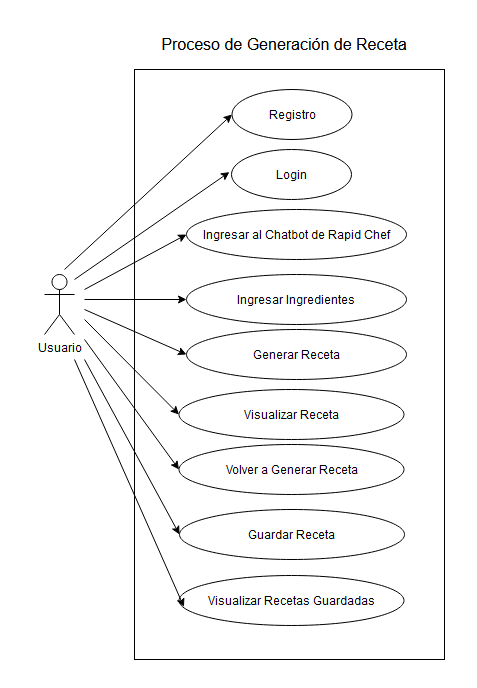 Proceso de Generación de Receta
Registro
Login
Ingresar al Chatbot de Rapid Chef
Ingresar Ingredientes
Usuario
Generar Receta
Visualizar Receta
Volver a Generar Receta
Guardar Receta
Visualizar Recetas Guardadas